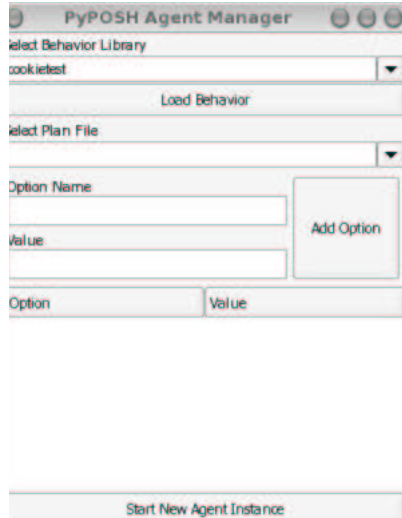 PyPOSH Agent Manager
Select Behavior Library
cookietest
Load Behavior
Select Plan File
Option Name
Add Option
Value
Option Value
Start New Agent Instance